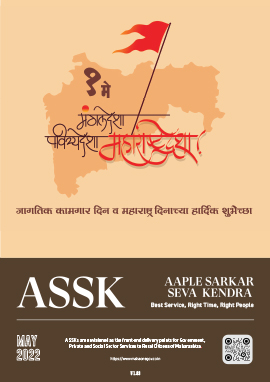 १ मे
मंगलदेशा
पवित्रदेशा महाराष्ट्रदेशा!
जागतिक कामगार दिन व महाराष्ट्र दिनाच्या हार्दिक शुभेच्छा
ASSK
AAPLE SARKAR
SEVA KENDRA
Best Service, Right Time, Right People
MAY
2022
ASSKs are envisioned as the front-end delivery points for Government,
Private and Social Sector Services to Rural Citizens of Maharashtra.